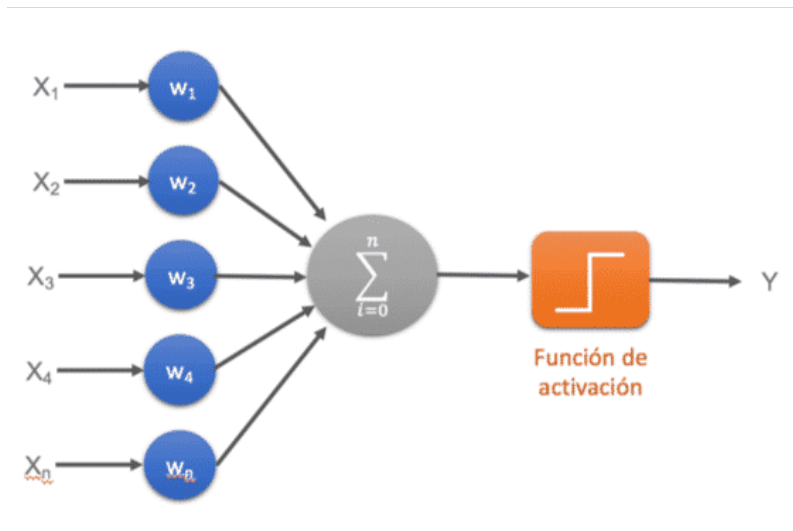 X₁ w₁
X₂ w₂
n
∑
i=0
X₃ w₃
Y
X₄ w₄
Función de
activación
Xₙ wₙ